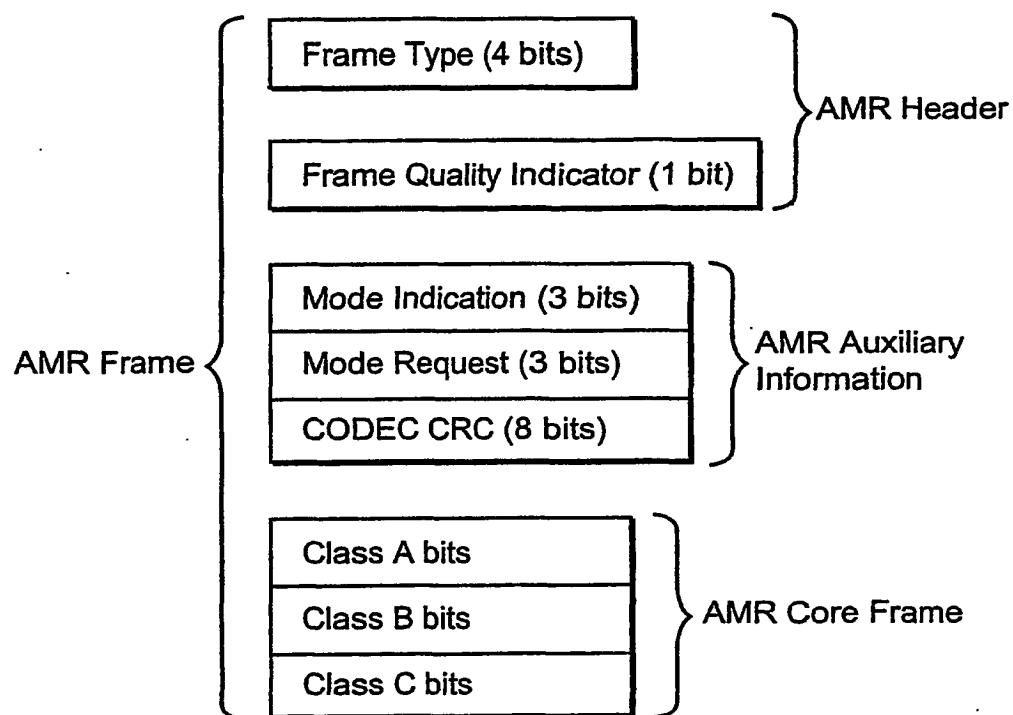 Frame Type (4 bits)
AMR Header
Frame Quality Indicator (1 bit)
Mode Indication (3 bits)
AMR Frame
Mode Request (3 bits)
AMR Auxiliary
Information
CODEC CRC (8 bits)
Class A bits
Class B bits
AMR Core Frame
Class C bits